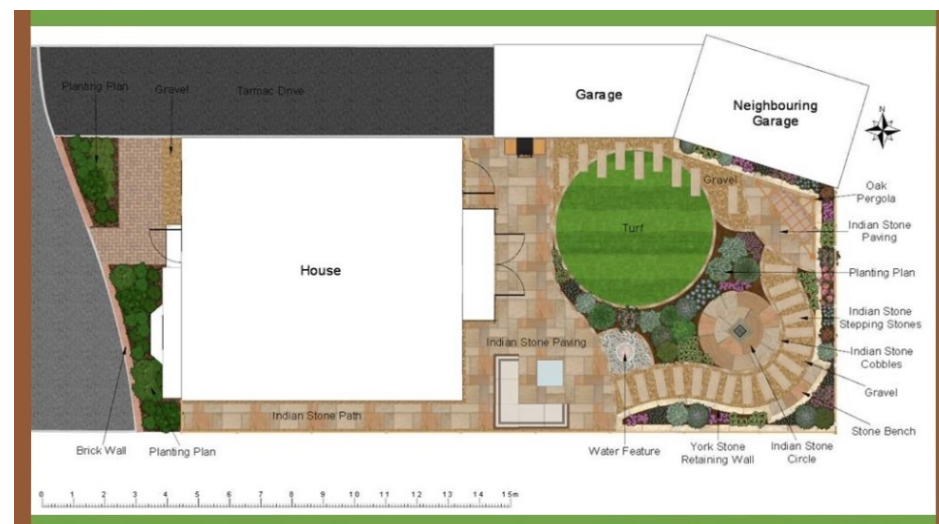 Planting Plan
Gravel
Tarmac Drive
Garage
Neighbouring
Garage
N
Gravel
Oak
Pergola
Turf
Indian Stone
Paving
House
Planting Plan
Indian Stone
Stepping Stones
Indian Stone Paving
Indian Stone
Cobbles
Gravel
Indian Stone Path
Stone Bench
Brick Wall
Planting Plan
Water Feature
York Stone
Retaining Wall
Indian Stone
Circle
0 1 2 3 4 5 6 7 8 9 10 11 12 13 14 15m